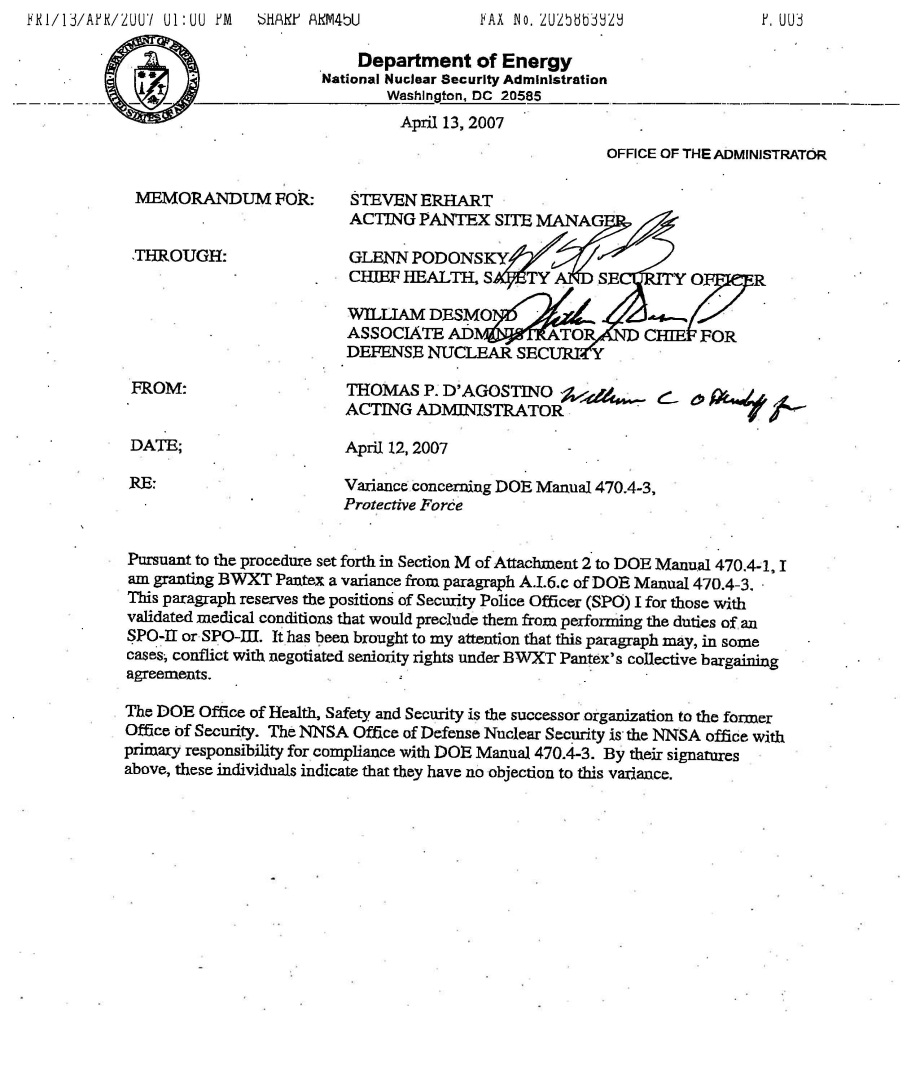 FRI/13/APR/2007 01:00 PM SHARP ARM450 FAX No. 2025863929 P. 003
DEPARTMENT OF ENERGY
UNITED STATES OF AMERICA
Department of Energy
National Nuclear Security Administration
Washington, DC 20585
April 13, 2007
OFFICE OF THE ADMINISTRATOR
MEMORANDUM FOR: STEVEN ERHART
ACTING PANTEX SITE MANAGER
THROUGH: GLENN PODONSKY
CHIEF HEALTH, SAFETY AND SECURITY OFFICER
WILLIAM DESMOND
ASSOCIATE ADMINISTRATOR AND CHIEF FOR
DEFENSE NUCLEAR SECURITY
FROM: THOMAS P. D'AGOSTINO William C Ostendorff for
ACTING ADMINISTRATOR
DATE; April 12, 2007
RE: Variance concerning DOE Manual 470.4-3,
Protective Force
Pursuant to the procedure set forth in Section M of Attachment 2 to DOE Manual 470.4-1, I
am granting BWXT Pantex a variance from paragraph A.I.6.c of DOE Manual 470.4-3.
This paragraph reserves the positions of Security Police Officer (SPO) I for those with
validated medical conditions that would preclude them from performing the duties of an
SPO-II or SPO-III. It has been brought to my attention that this paragraph may, in some
cases, conflict with negotiated seniority rights under BWXT Pantex's collective bargaining
agreements.
The DOE Office of Health, Safety and Security is the successor organization to the former
Office of Security. The NNSA Office of Defense Nuclear Security is the NNSA office with
primary responsibility for compliance with DOE Manual 470.4-3. By their signatures
above, these individuals indicate that they have no objection to this variance.